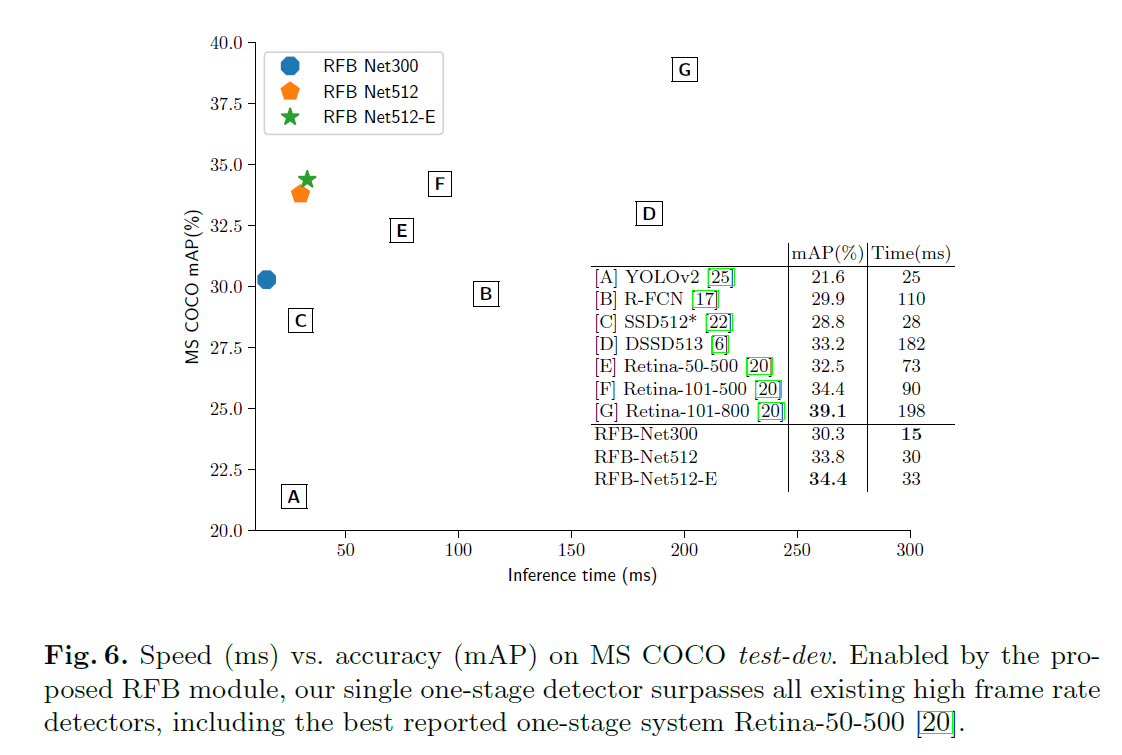 40.0
37.5
35.0
32.5
30.0
27.5
25.0
22.5
20.0
MS COCO mAP(%)
RFB Net300
RFB Net512
RFB Net512-E
G
F
D
E
B
C
A
mAP(%) Time(ms)
[A] YOLOv2 [25] 21.6 25
[B] R-FCN [17] 29.9 110
[C] SSD512* [22] 28.8 28
[D] DSSD513 [6] 33.2 182
[E] Retina-50-500 [20] 32.5 73
[F] Retina-101-500 [20] 34.4 90
[G] Retina-101-800 [20] 39.1 198
RFB-Net300 30.3 15
RFB-Net512 33.8 30
RFB-Net512-E 34.4 33
50 100 150 200 250 300
Inference time (ms)
Fig. 6. Speed (ms) vs. accuracy (mAP) on MS COCO test-dev. Enabled by the pro-
posed RFB module, our single one-stage detector surpasses all existing high frame rate
detectors, including the best reported one-stage system Retina-50-500 [20].